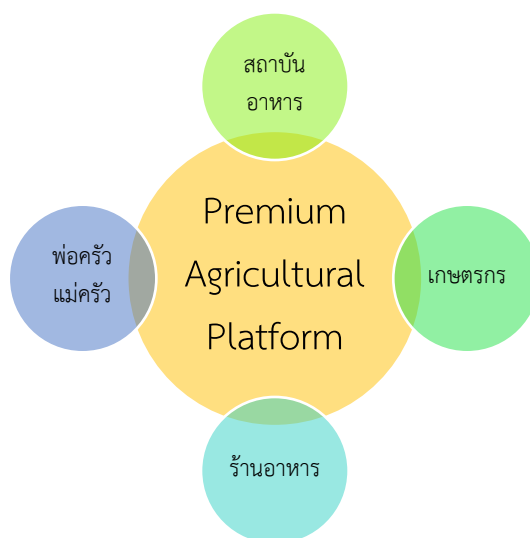 สถาบัน
อาหาร
Premium
Agricultural
Platform
พ่อครัว
แม่ครัว
เกษตรกร
ร้านอาหาร